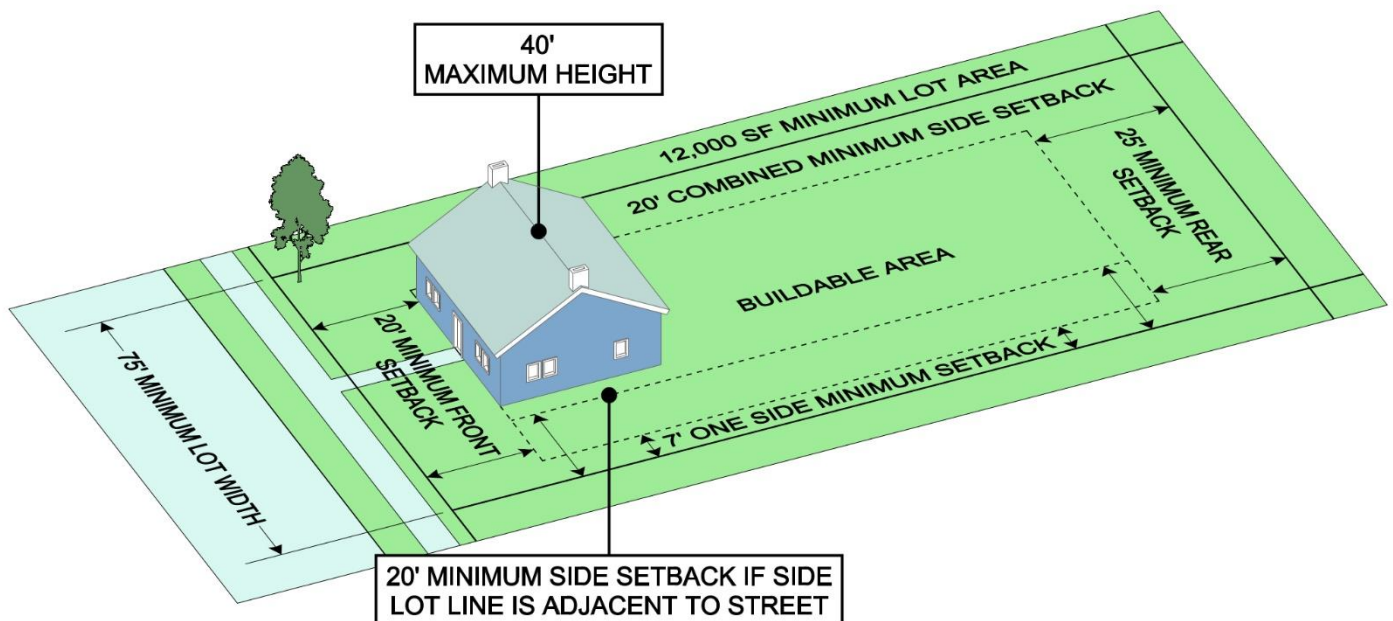 40'
MAXIMUM HEIGHT
12,000 SF MINIMUM LOT AREA
20' COMBINED MINIMUM SIDE SETBACK
25' MINIMUM REAR
SETBACK
BUILDABLE AREA
20' MINIMUM FRONT
SETBACK
75' MINIMUM LOT WIDTH
7' ONE SIDE MINIMUM SETBACK
20' MINIMUM SIDE SETBACK IF SIDE
LOT LINE IS ADJACENT TO STREET